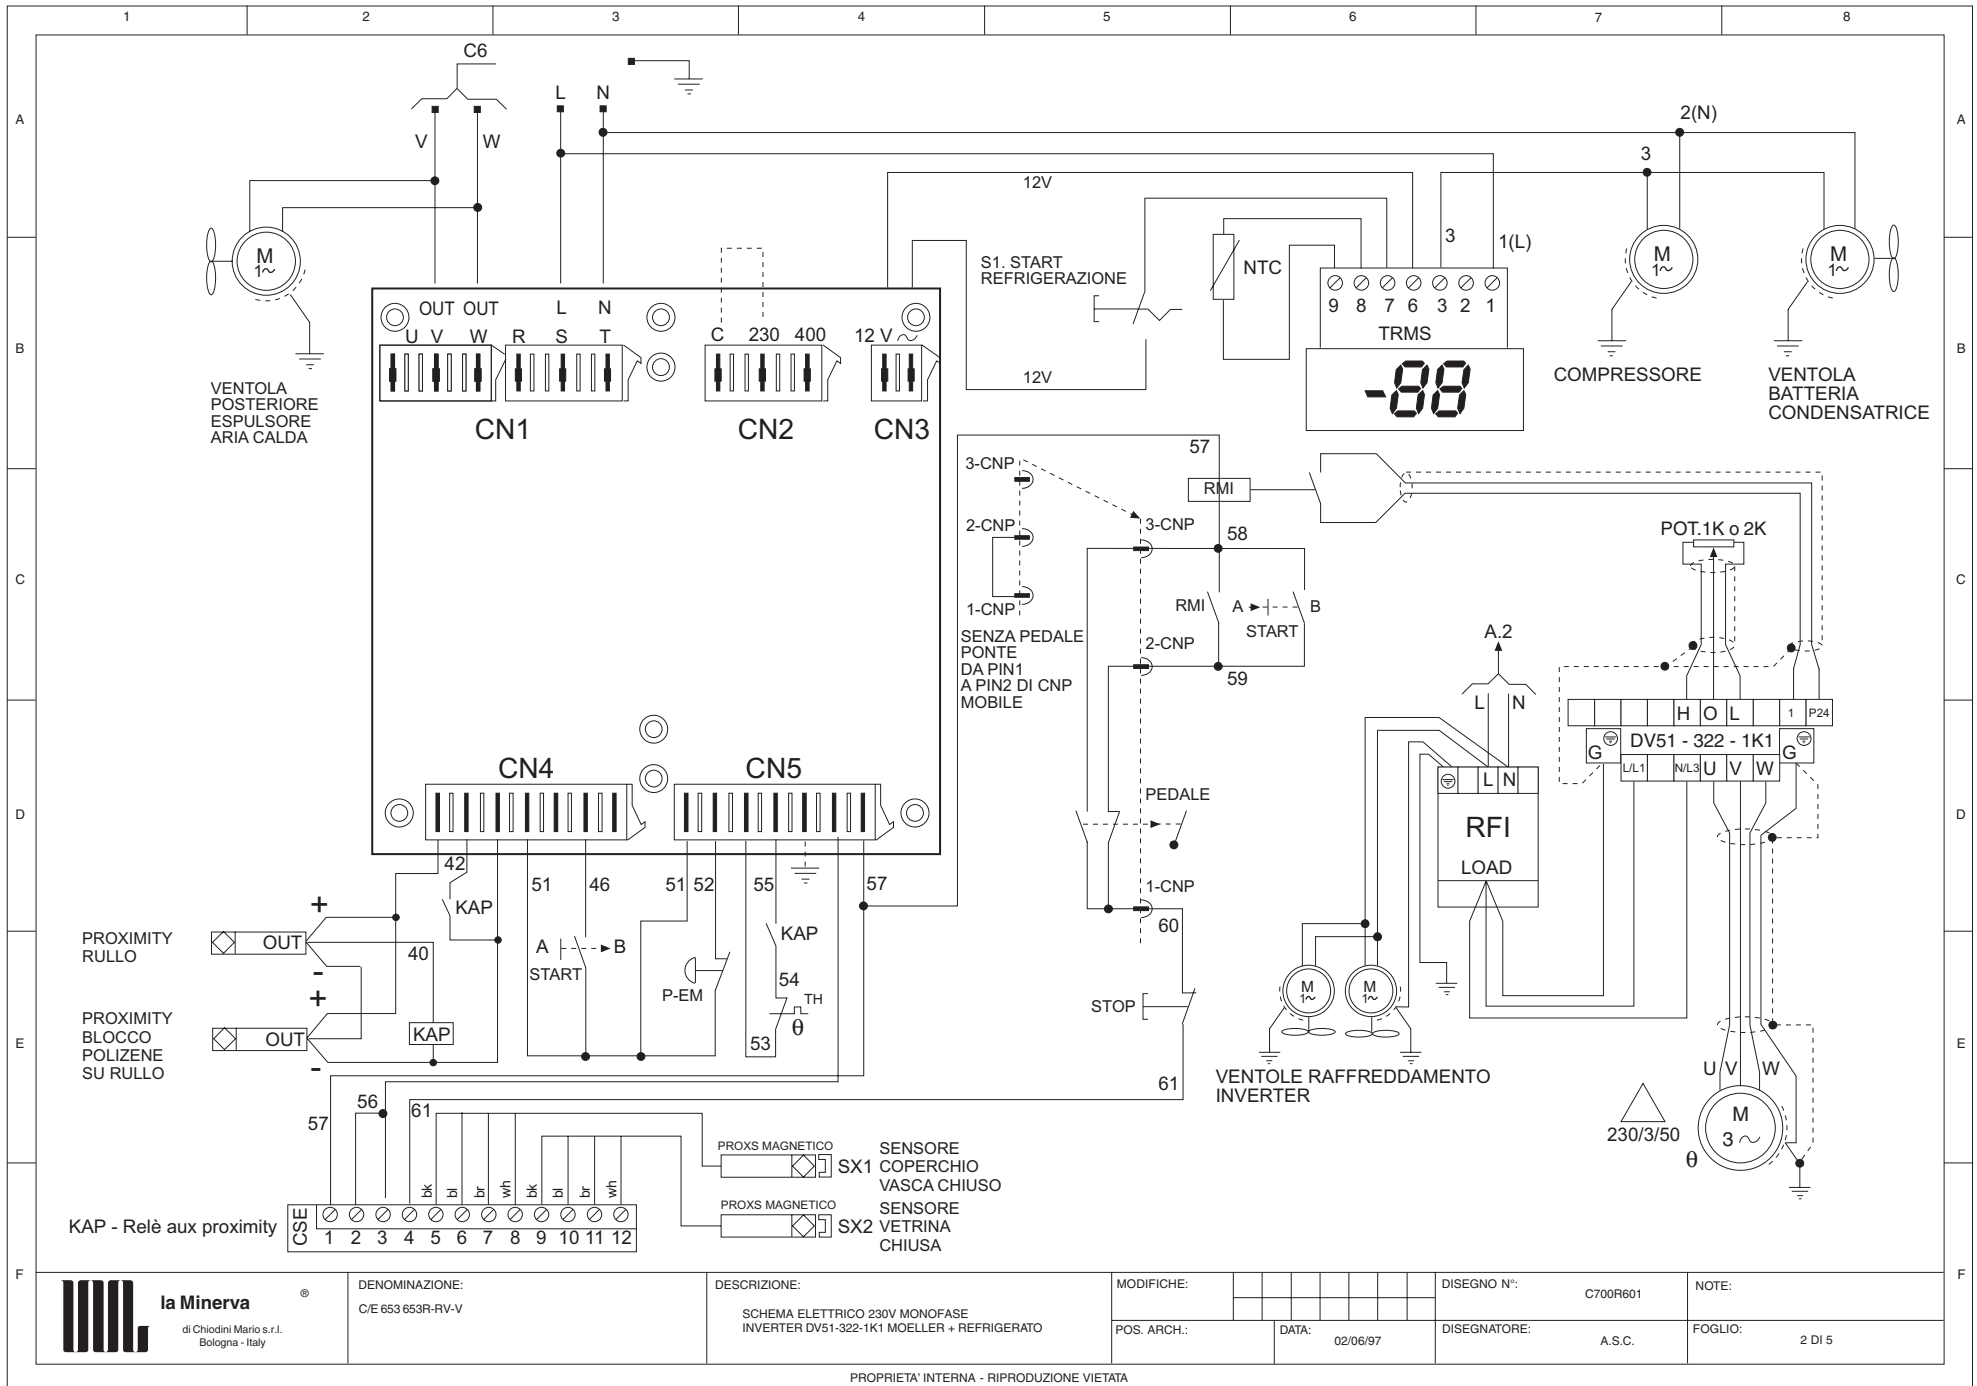 1 2 3 4 5 6 7 8
A A
B B
C C
D D
E E
F F
C6
V W
L N
2(N)
3
12V
3
1(L)
S1. START
REFRIGERAZIONE
NTC
M
1~
M
1~
M
1~
9 8 7 6 3 2 1
TRMS
-88
12V
COMPRESSORE
VENTOLA
BATTERIA
CONDENSATRICE
VENTOLA
POSTERIORE
ESPULSORE
ARIA CALDA
OUT OUT L N
U V W R S T C 230 400 12 V ~
CN1 CN2 CN3
57
3-CNP
RMI
2-CNP
3-CNP
58
1-CNP
RMI A B
START
SENZA PEDALE
PONTE
DA PIN1
A PIN2 DI CNP
MOBILE
2-CNP
59
POT.1K o 2K
A.2
L N
H O L 1 P24
G DV51 - 322 - 1K1 G
L/L1 N/L3 U V W
L N
RFI
LOAD
PEDALE
1-CNP
60
CN4 CN5
42 51 46 51 52 55 57
KAP
+
PROXIMITY
RULLO
OUT
-
40
A B
START
P-EM
KAP
54
TH
θ
53
+
PROXIMITY
BLOCCO
POLIZENE
SU RULLO
OUT
-
KAP
STOP
61
M
1~
M
1~
VENTOLE RAFFREDDAMENTO
INVERTER
U V W
M
3 ~
230/3/50
θ
57 56 61
bk bl br wh bk bl br wh
KAP - Relè aux proximity
CSE
1 2 3 4 5 6 7 8 9 10 11 12
PROXS MAGNETICO
SX1
SENSORE
COPERCHIO
VASCA CHIUSO
PROXS MAGNETICO
SX2
SENSORE
VETRINA
CHIUSA
la Minerva ®
di Chiodini Mario s.r.l.
Bologna - Italy
DENOMINAZIONE:
C/E 653 653R-RV-V
DESCRIZIONE:
SCHEMA ELETTRICO 230V MONOFASE
INVERTER DV51-322-1K1 MOELLER + REFRIGERATO
MODIFICHE:
POS. ARCH.:
DATA:
02/06/97
DISEGNO N°:
C700R601
DISEGNATORE:
A.S.C.
NOTE:
FOGLIO:
2 DI 5
PROPRIETA' INTERNA - RIPRODUZIONE VIETATA